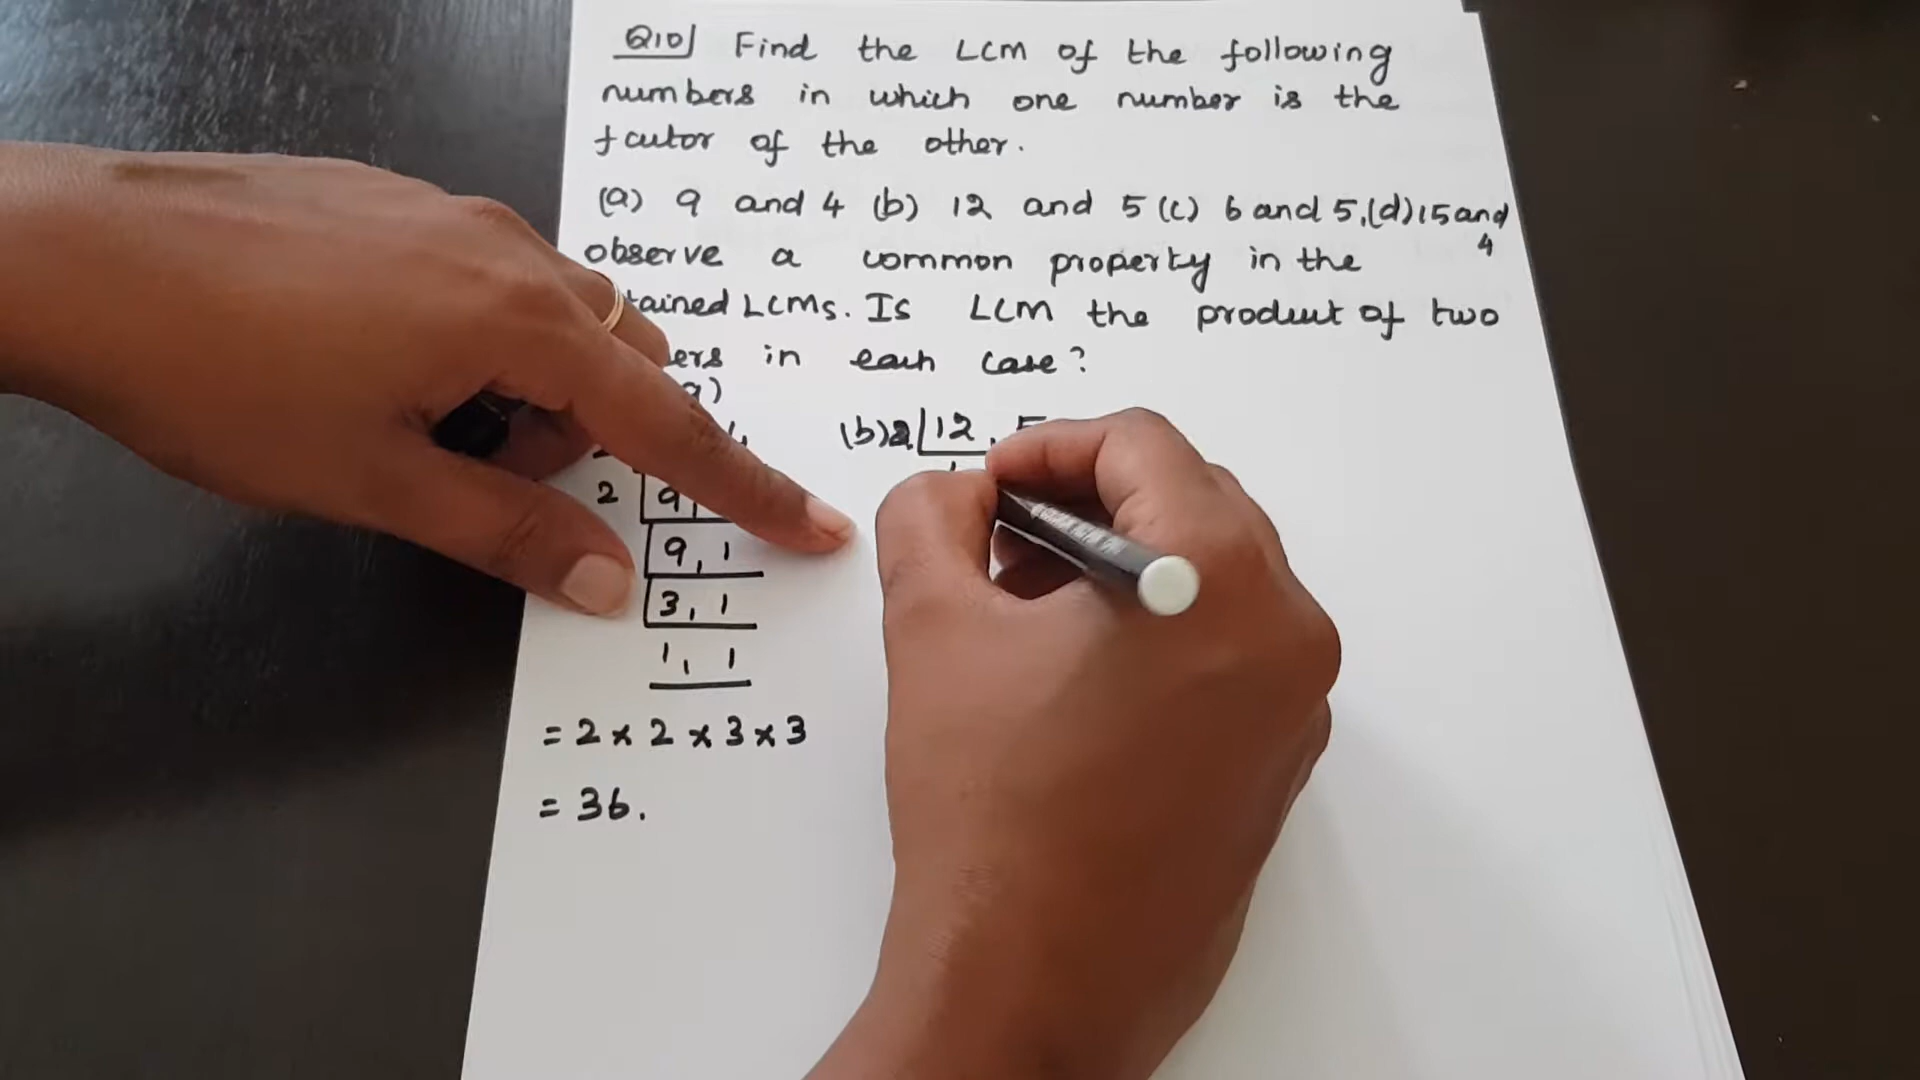 Q10 Find the LCM of the following
numbers in which one number is the
factor of the other.
(a) 9 and 4 (b) 12 and 5 (c) 6 and 5, (d) 15 and
4
observe a common property in the
tained LCMs. Is LCM the product of two
ers in each case?
a)
4 (b) 2 12, 5
2 9,
9, 1
3, 1
1, 1
= 2 x 2 x 3 x 3
= 36.